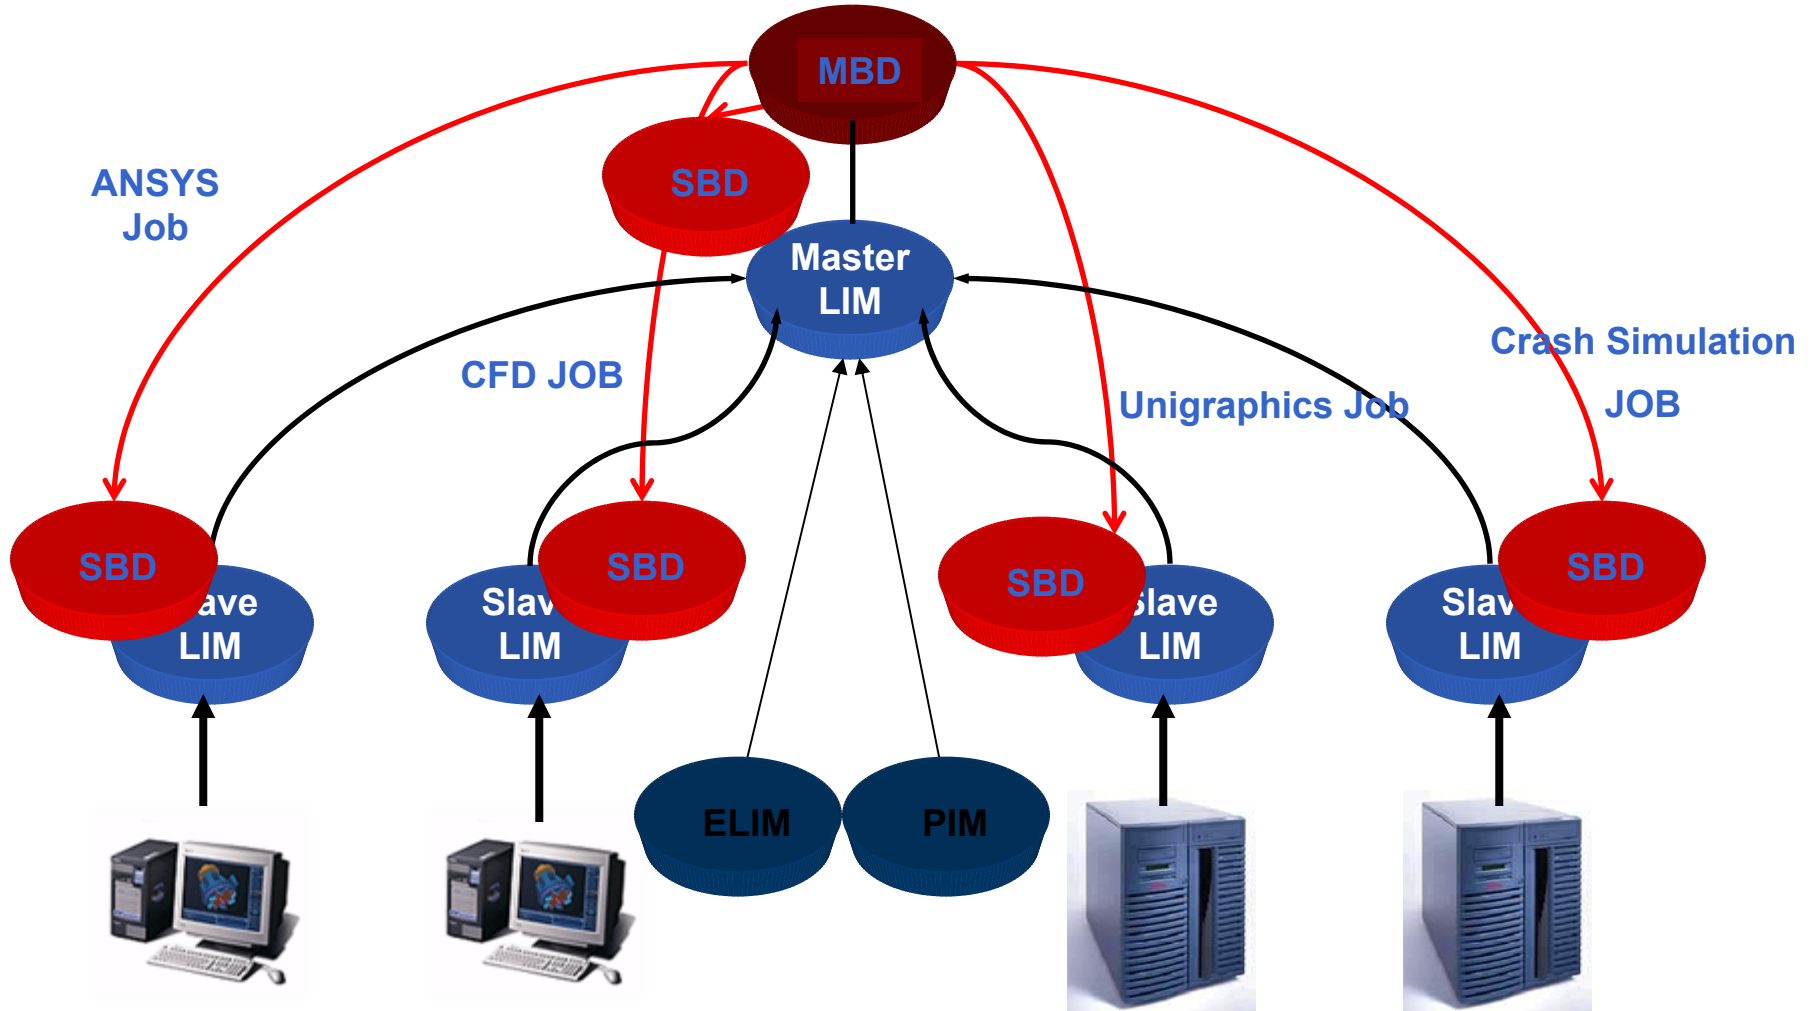 MBD
SBD
ANSYS
Job
Master
LIM
Crash Simulation
JOB
CFD JOB
Unigraphics Job
SBD
SBD
SBD
SBD
ave
LIM
Slav
LIM
Slave
LIM
Slav
LIM
ELIM
PIM